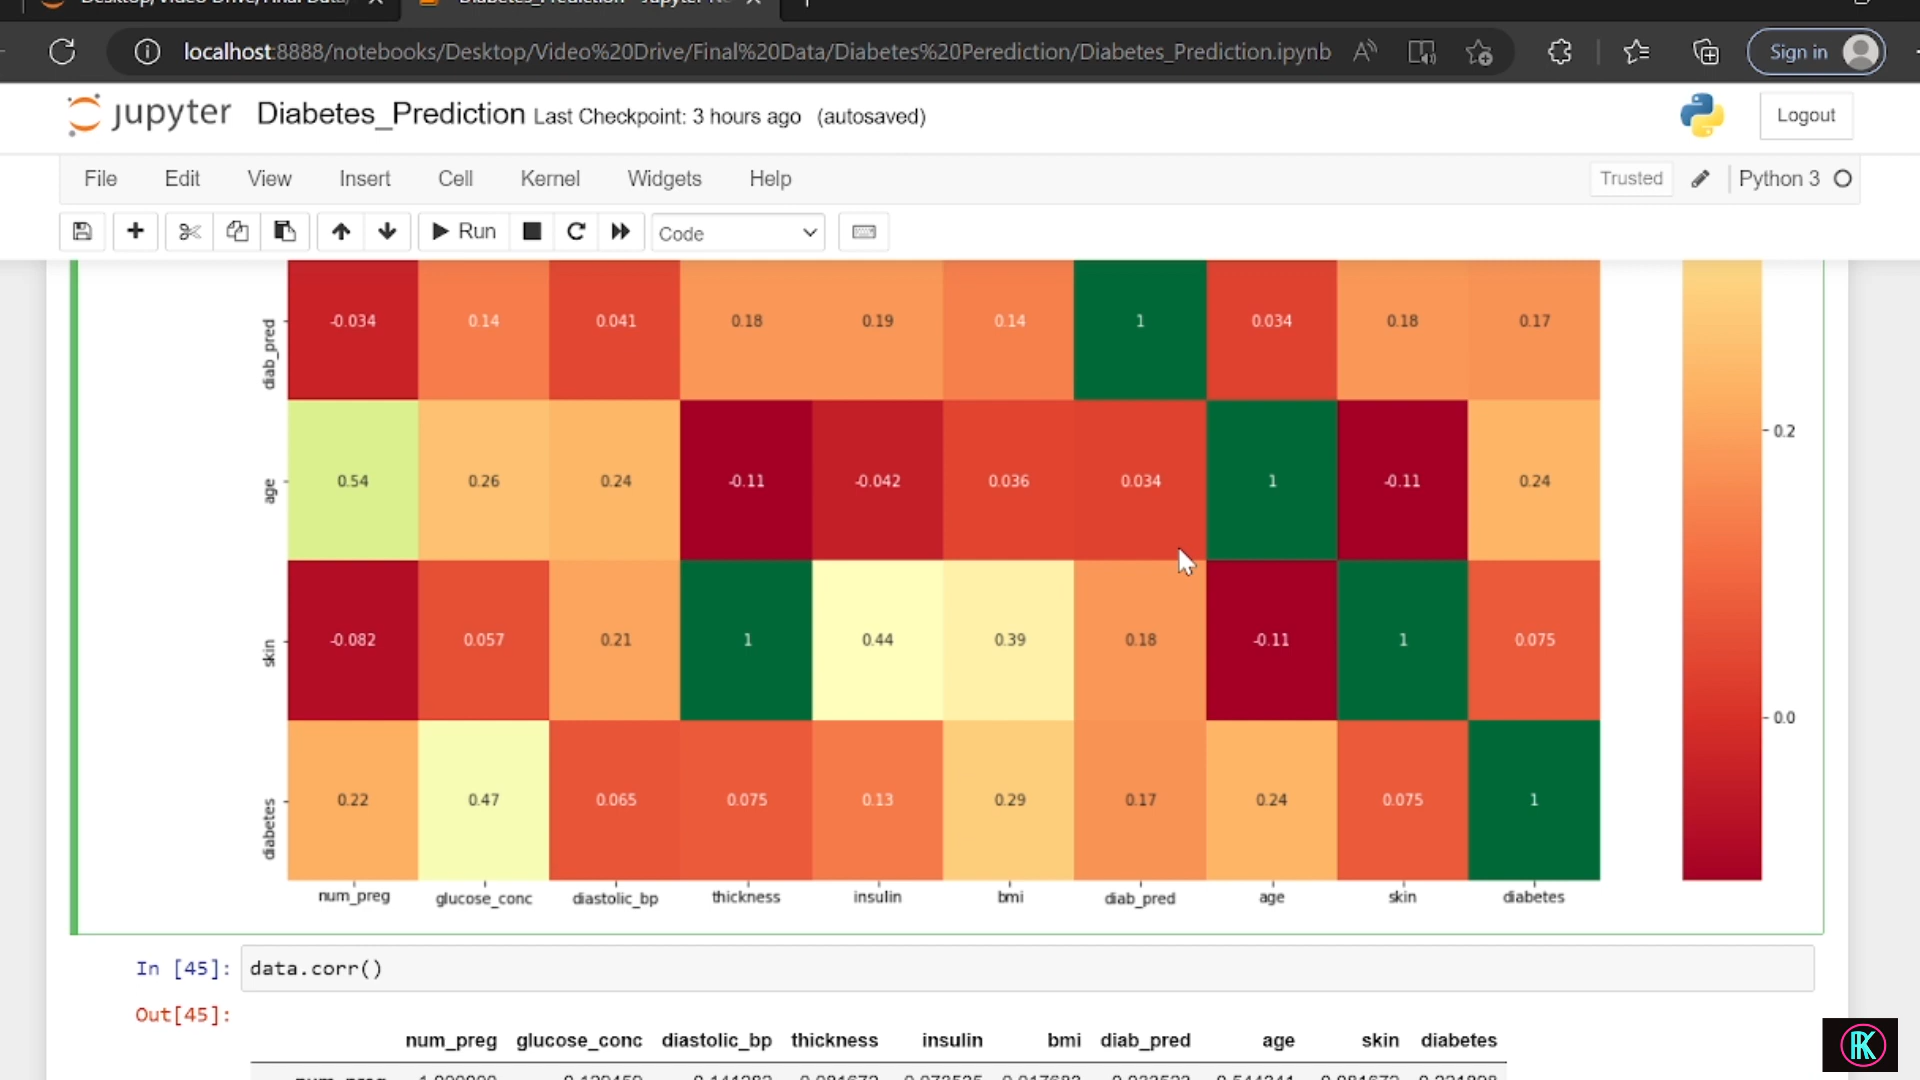 localhost:8888/notebooks/Desktop/Video%20Drive/Final%20Data/Diabetes%20Perediction/Diabetes_Prediction.ipynb
Sign in
jupyter Diabetes_Prediction Last Checkpoint: 3 hours ago (autosaved)
Logout
File Edit View Insert Cell Kernel Widgets Help
Trusted Python 3
Run Code
diab_pred -0.034 0.14 0.041 0.18 0.19 0.14 1 0.034 0.18 0.17
0.2
age 0.54 0.26 0.24 -0.11 -0.042 0.036 0.034 1 -0.11 0.24
skin -0.082 0.057 0.21 1 0.44 0.39 0.18 -0.11 1 0.075
0.0
diabetes 0.22 0.47 0.065 0.075 0.13 0.29 0.17 0.24 0.075 1
num_preg glucose_conc diastolic_bp thickness insulin bmi diab_pred age skin diabetes
In [45]: data.corr()
Out[45]:
num_preg glucose_conc diastolic_bp thickness insulin bmi diab_pred age skin diabetes